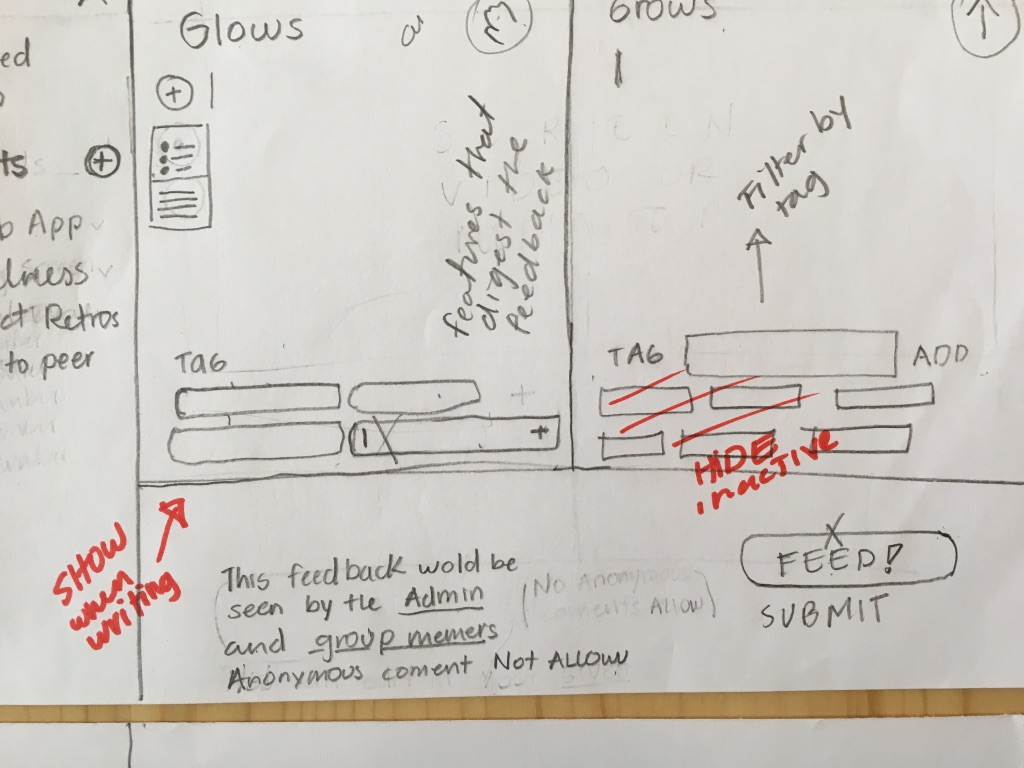 ed
ts
App
lness
ct Retros
to peer
Glows
or
features that
digest the
feedback
TAG
Grows
Filter by
tag
TAG
ADD
HIDE
inactive
SHOW
when
writing
This feedback wold be
seen by tle Admin
and group memers
Anonymous coment Not Allow
(No Anonymous
coments Allow)
FEED!
SUBMIT